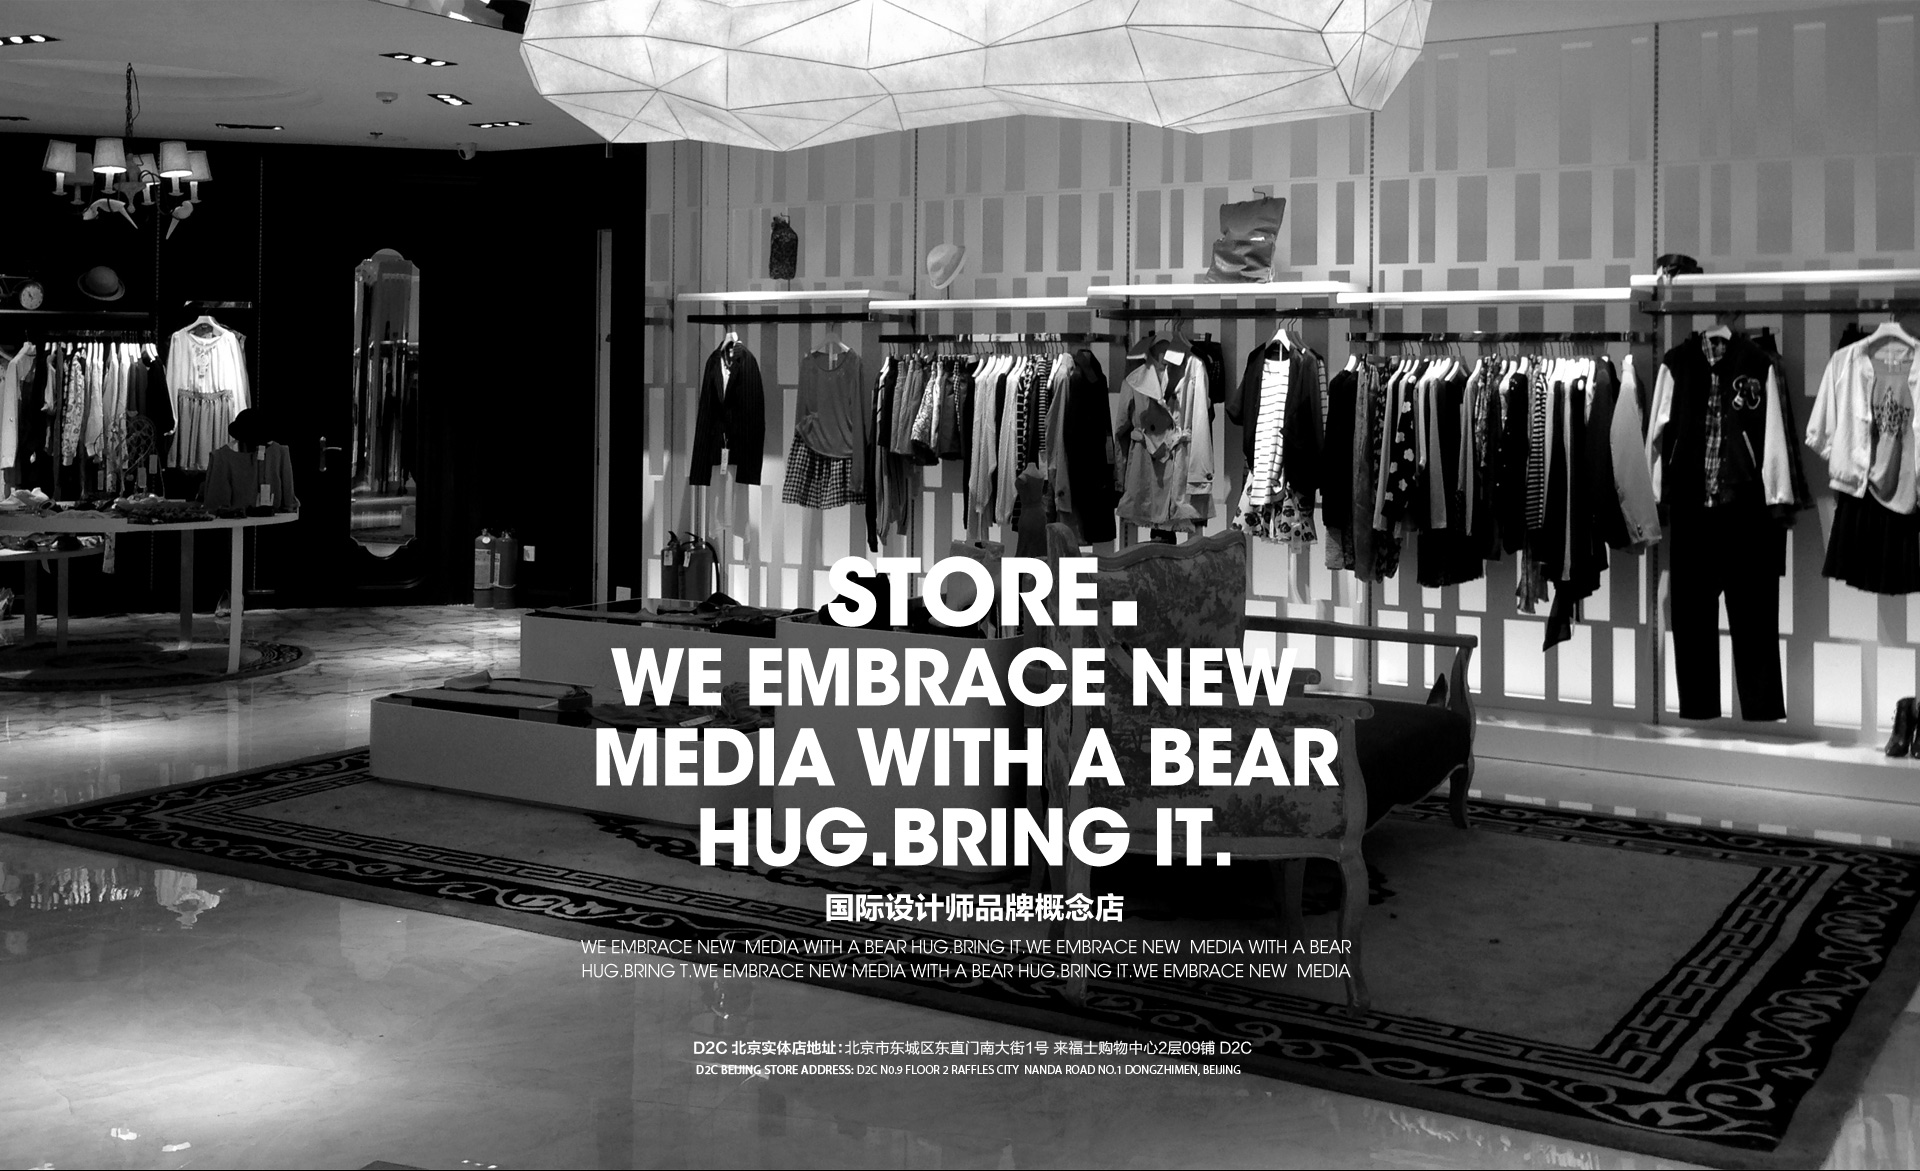 STORE.
WE EMBRACE NEW
MEDIA WITH A BEAR
HUG.BRING IT.
国际设计师品牌概念店
WE EMBRACE NEW  MEDIA WITH A BEAR HUG.BRING IT.WE EMBRACE NEW  MEDIA WITH A BEAR
HUG.BRING T.WE EMBRACE NEW MEDIA WITH A BEAR HUG.BRING IT.WE EMBRACE NEW  MEDIA
D2C 北京实体店地址:北京市东城区东直门南大街1号 来福士购物中心2层09铺 D2C
D2C BEIJING STORE ADDRESS: D2C N0.9 FLOOR 2 RAFFLES CITY  NANDA ROAD NO.1 DONGZHIMEN, BEIJING